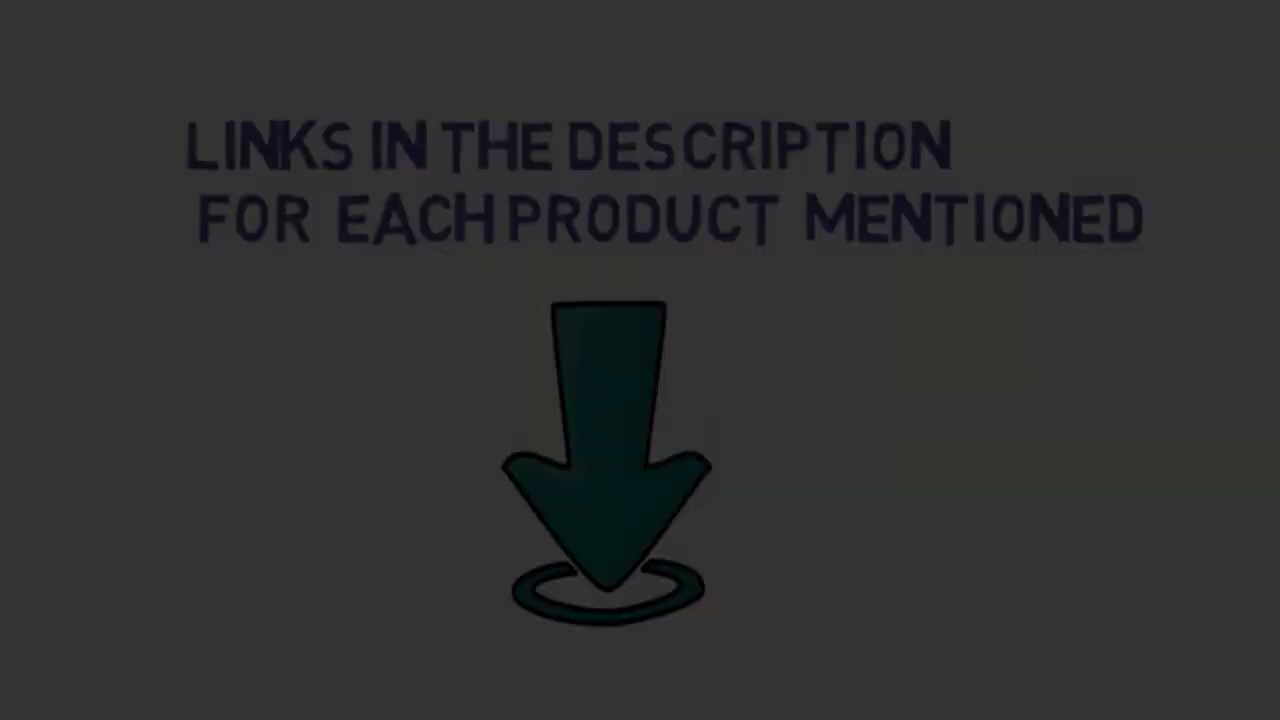 LINKS IN THE DESCRIPTION
FOR EACH PRODUCT MENTIONED